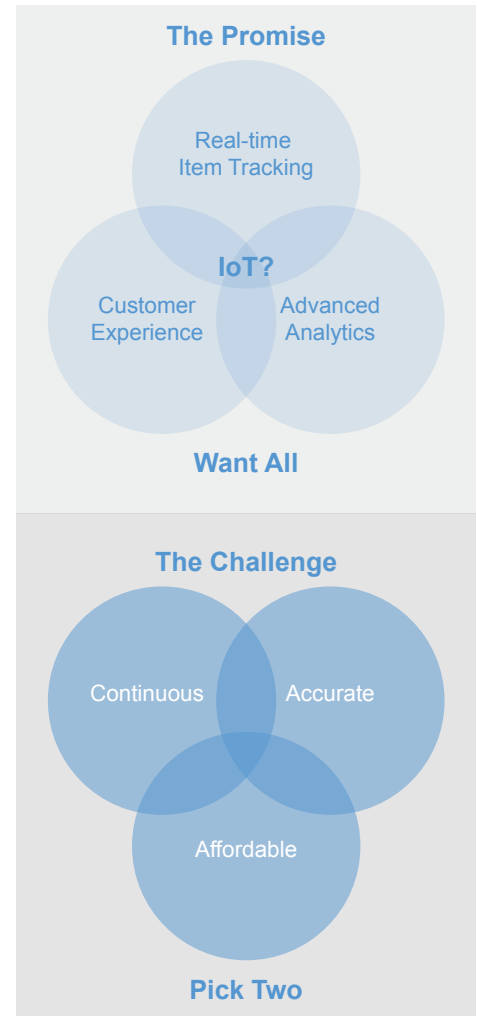 The Promise
Real-time
Item Tracking
IoT?
Customer
Experience
Advanced
Analytics
Want All
The Challenge
Continuous
Accurate
Affordable
Pick Two